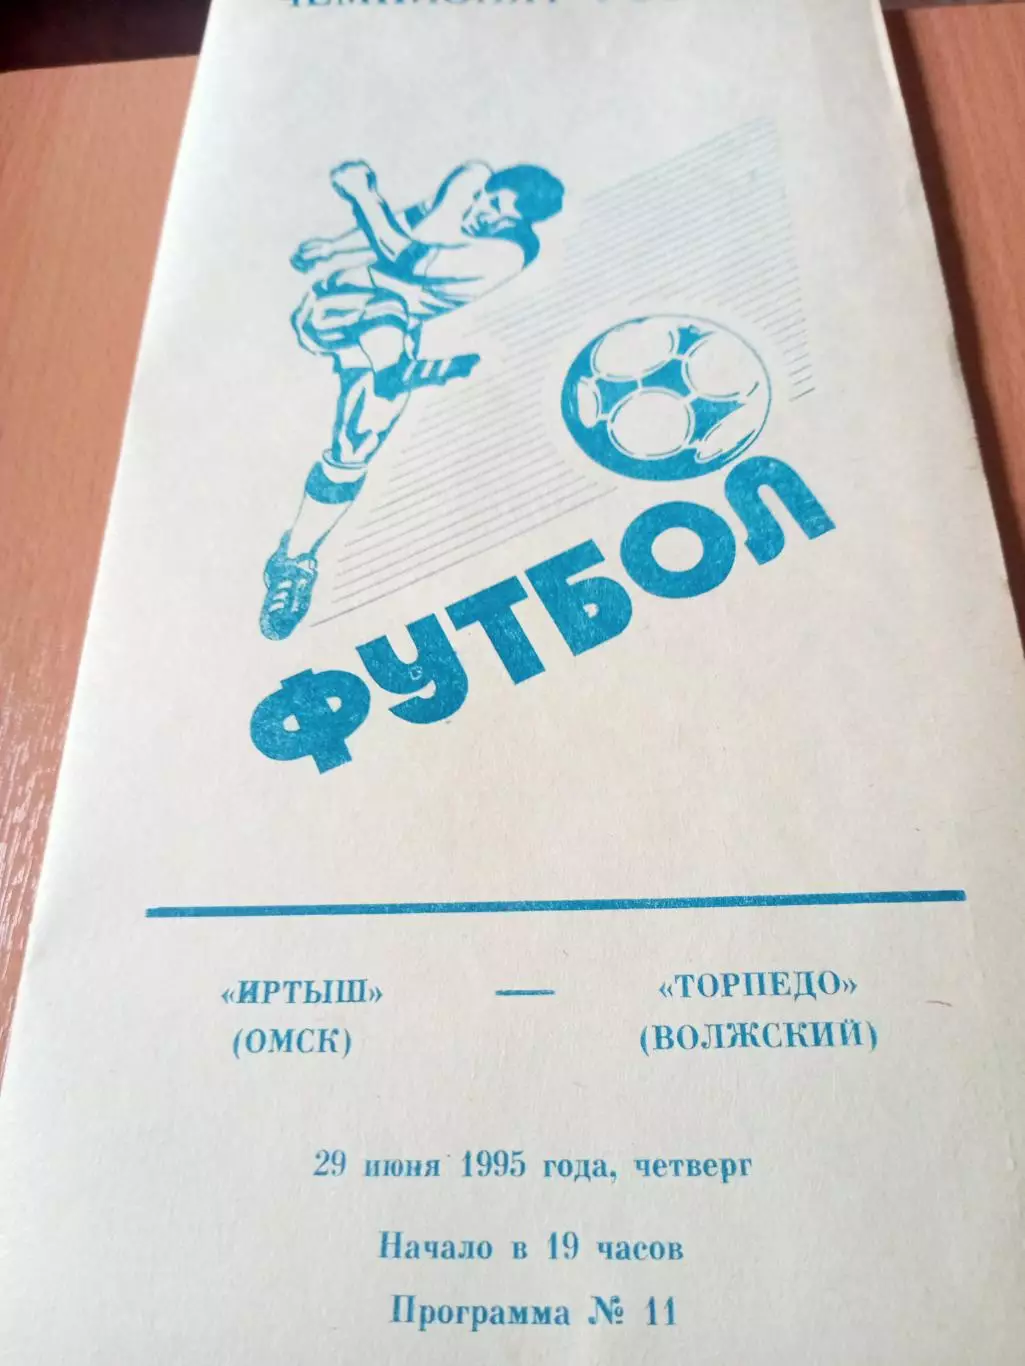 ФУТБОЛ
«ИРТЫШ» — «ТОРПЕДО»
(ОМСК) (ВОЛЖСКИЙ)
29 июня 1995 года, четверг
Начало в 19 часов
Программа № 11